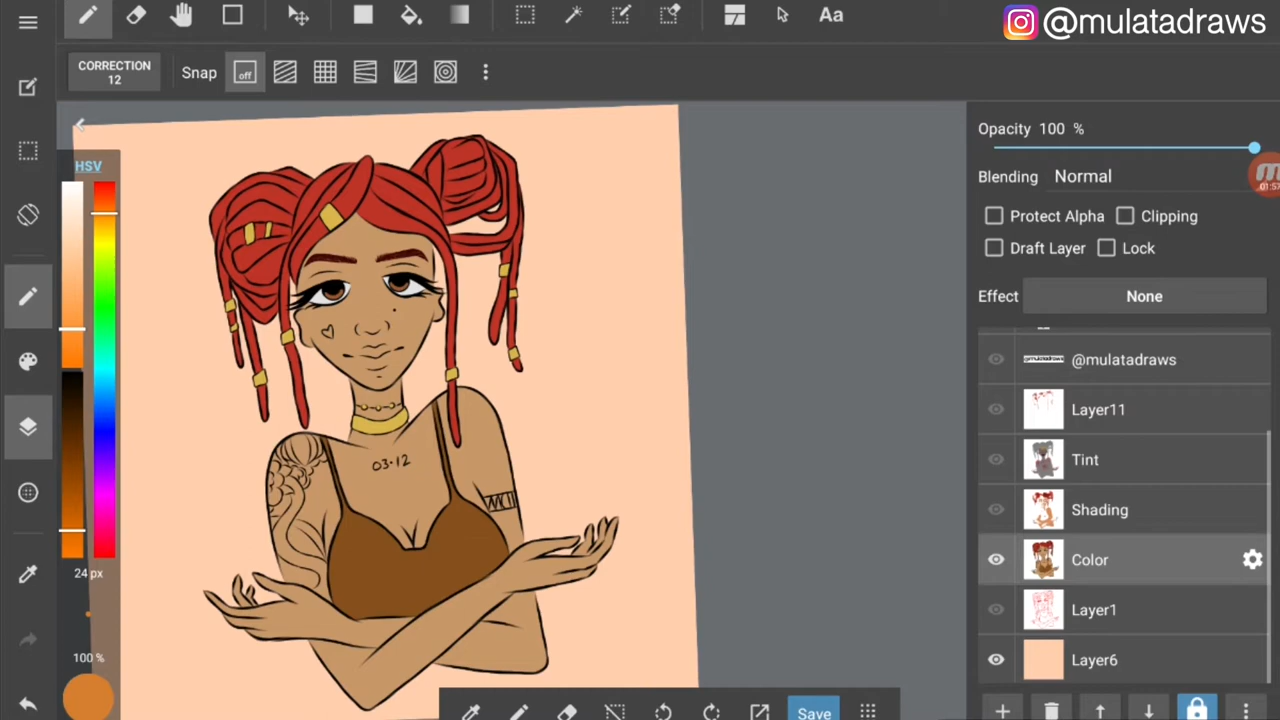 Aa
@mulatadraws
CORRECTION
12
Snap
off
HSV
Opacity 100 %
Blending Normal
Protect Alpha
Clipping
Draft Layer
Lock
Effect None
@mulatadraws
Layer11
Tint
Shading
Color
Layer1
Layer6
03·12
24 px
100 %
Save